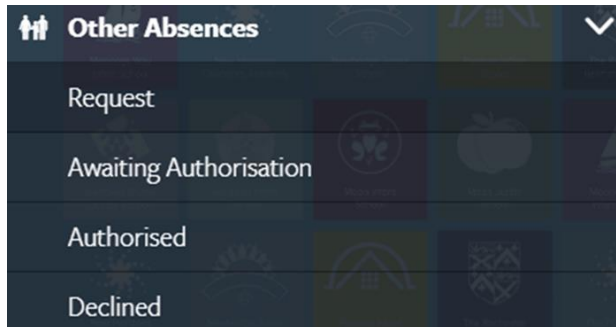 Other Absences
Request
Awaiting Authorisation
Authorised
Declined